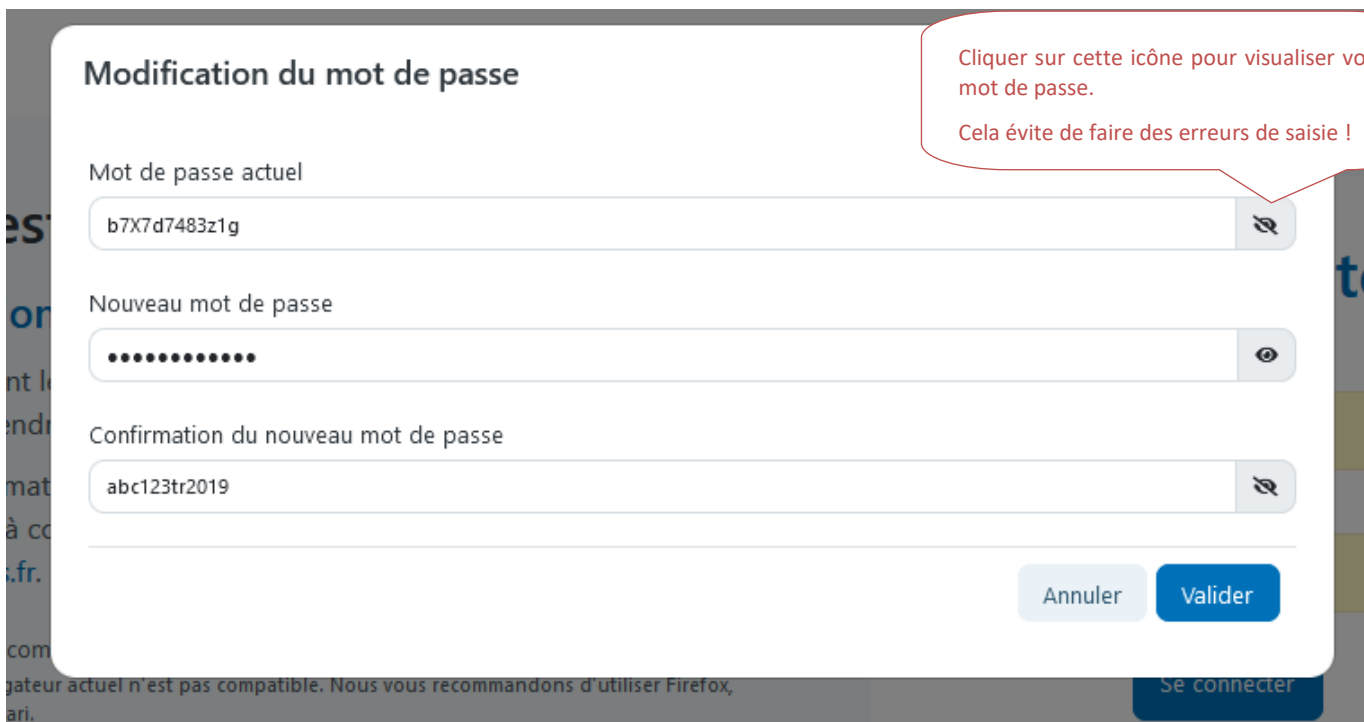 Modification du mot de passe
Cliquer sur cette icône pour visualiser
mot de passe.
Cela évite de faire des erreurs de saisie !
Mot de passe actuel
b7X7d7483z1g
Nouveau mot de passe
••••••••••••
Confirmation du nouveau mot de passe
abc123tr2019
.fr.
Annuler
Valider
actuel n'est pas compatible. Nous vous recommandons d'utiliser Firefox,
Se connecter